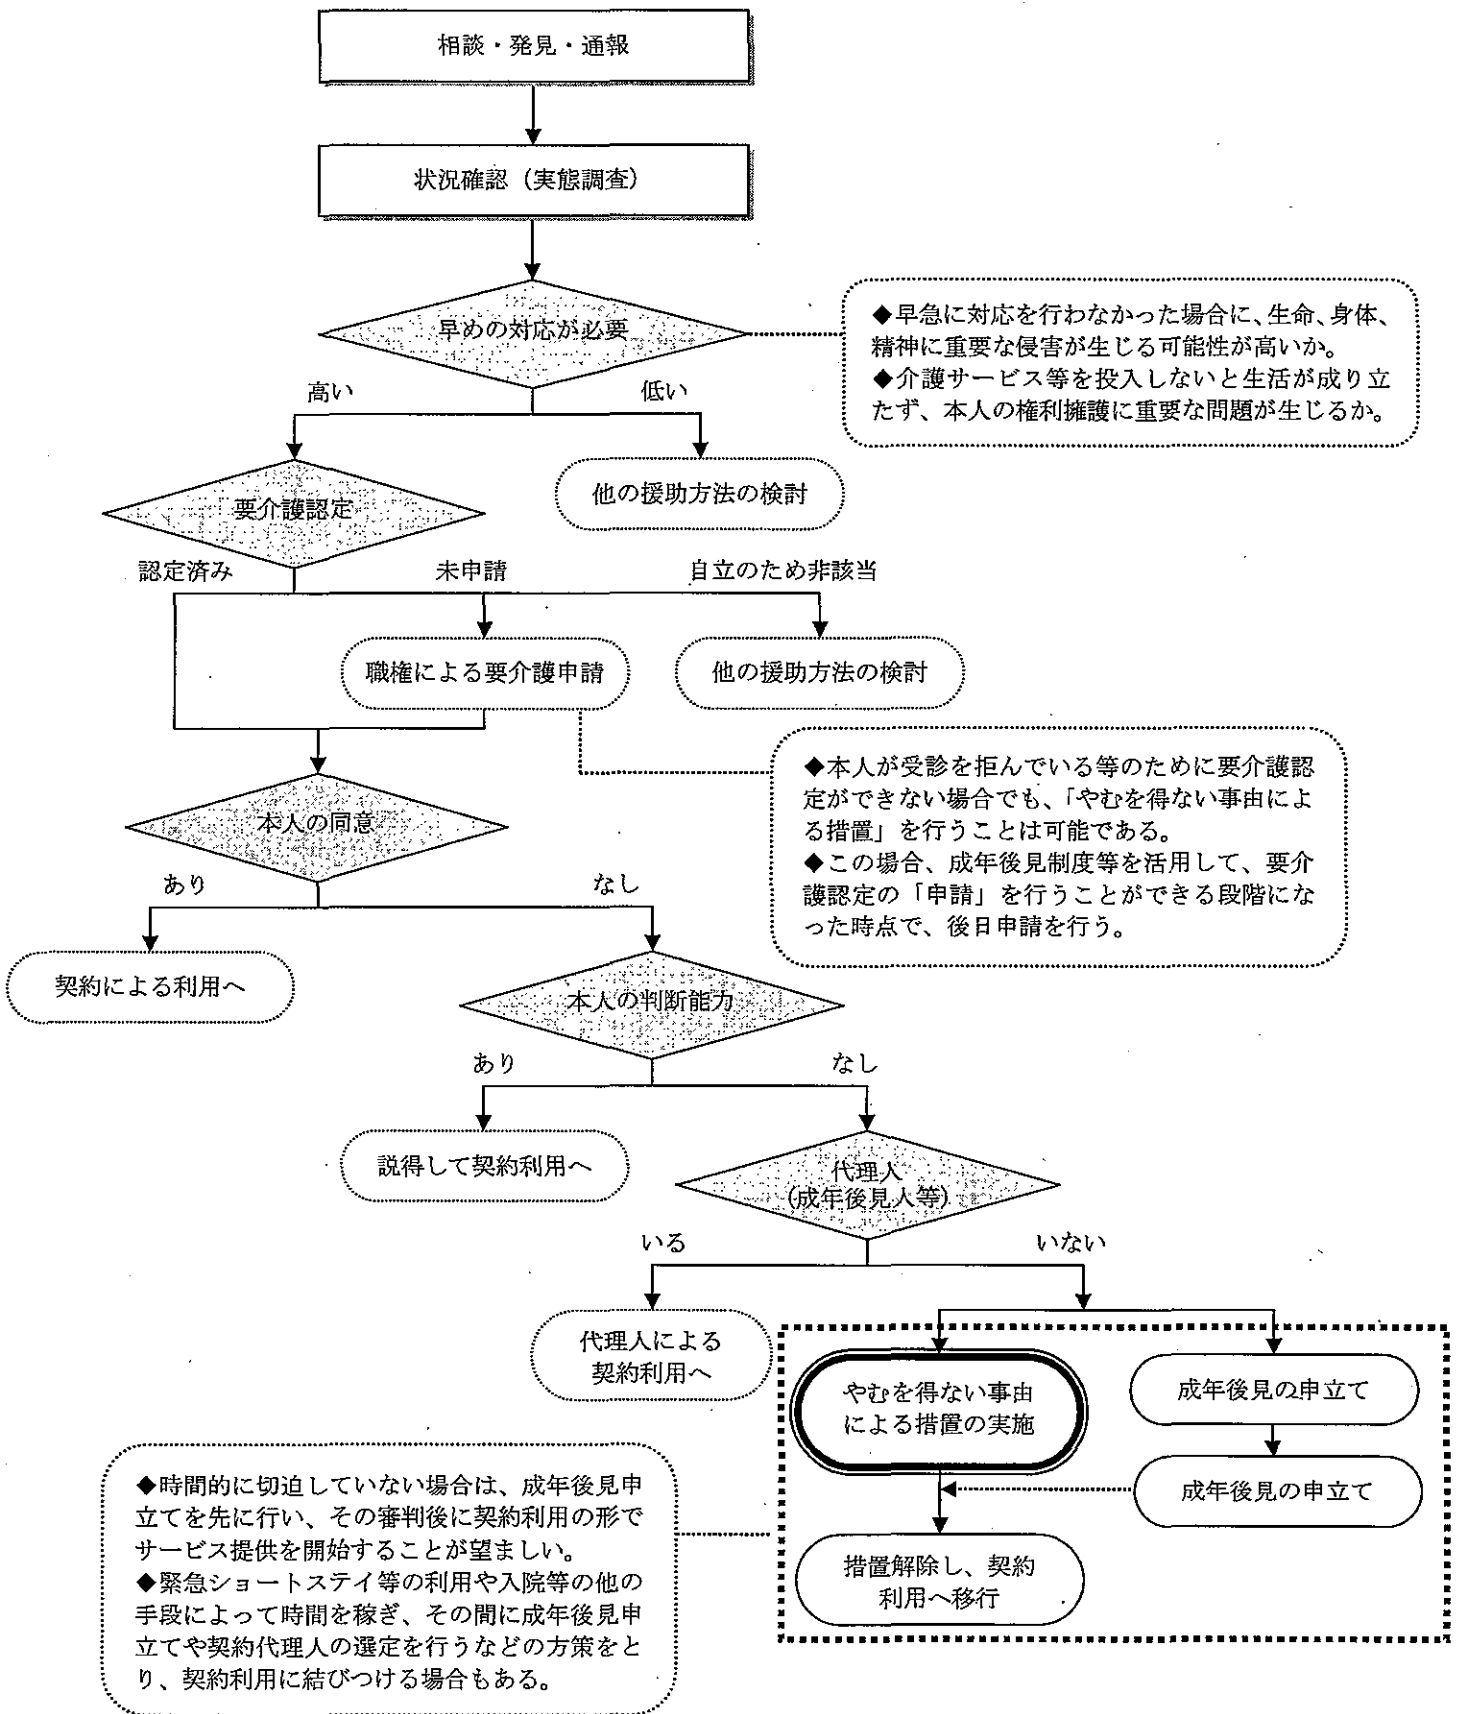 相談・発見・通報
状況確認（実態調査）
早めの対応が必要
◆早急に対応を行わなかった場合に、生命、身体、
精神に重要な侵害が生じる可能性が高いか。
◆介護サービス等を投入しないと生活が成り立
たず、本人の権利擁護に重要な問題が生じるか。
高い
低い
要介護認定
他の援助方法の検討
認定済み
未申請
自立のため非該当
職権による要介護申請
他の援助方法の検討
◆本人が受診を拒んでいる等のために要介護認
定ができない場合でも、「やむを得ない事由によ
る措置」を行うことは可能である。
◆この場合、成年後見制度等を活用して、要介
護認定の「申請」を行うことができる段階にな
った時点で、後日申請を行う。
本人の同意
あり
なし
契約による利用へ
本人の判断能力
あり
なし
説得して契約利用へ
代理人
(成年後見人等)
いる
いない
代理人による
契約利用へ
やむを得ない事由
による措置の実施
成年後見の申立て
成年後見の申立て
措置解除し、契約
利用へ移行
◆時間的に切迫していない場合は、成年後見申
立てを先に行い、その審判後に契約利用の形で
サービス提供を開始することが望ましい。
◆緊急ショートステイ等の利用や入院等の他の
手段によって時間を稼ぎ、その間に成年後見申
立てや契約代理人の選定を行うなどの方策をと
り、契約利用に結びつける場合もある。